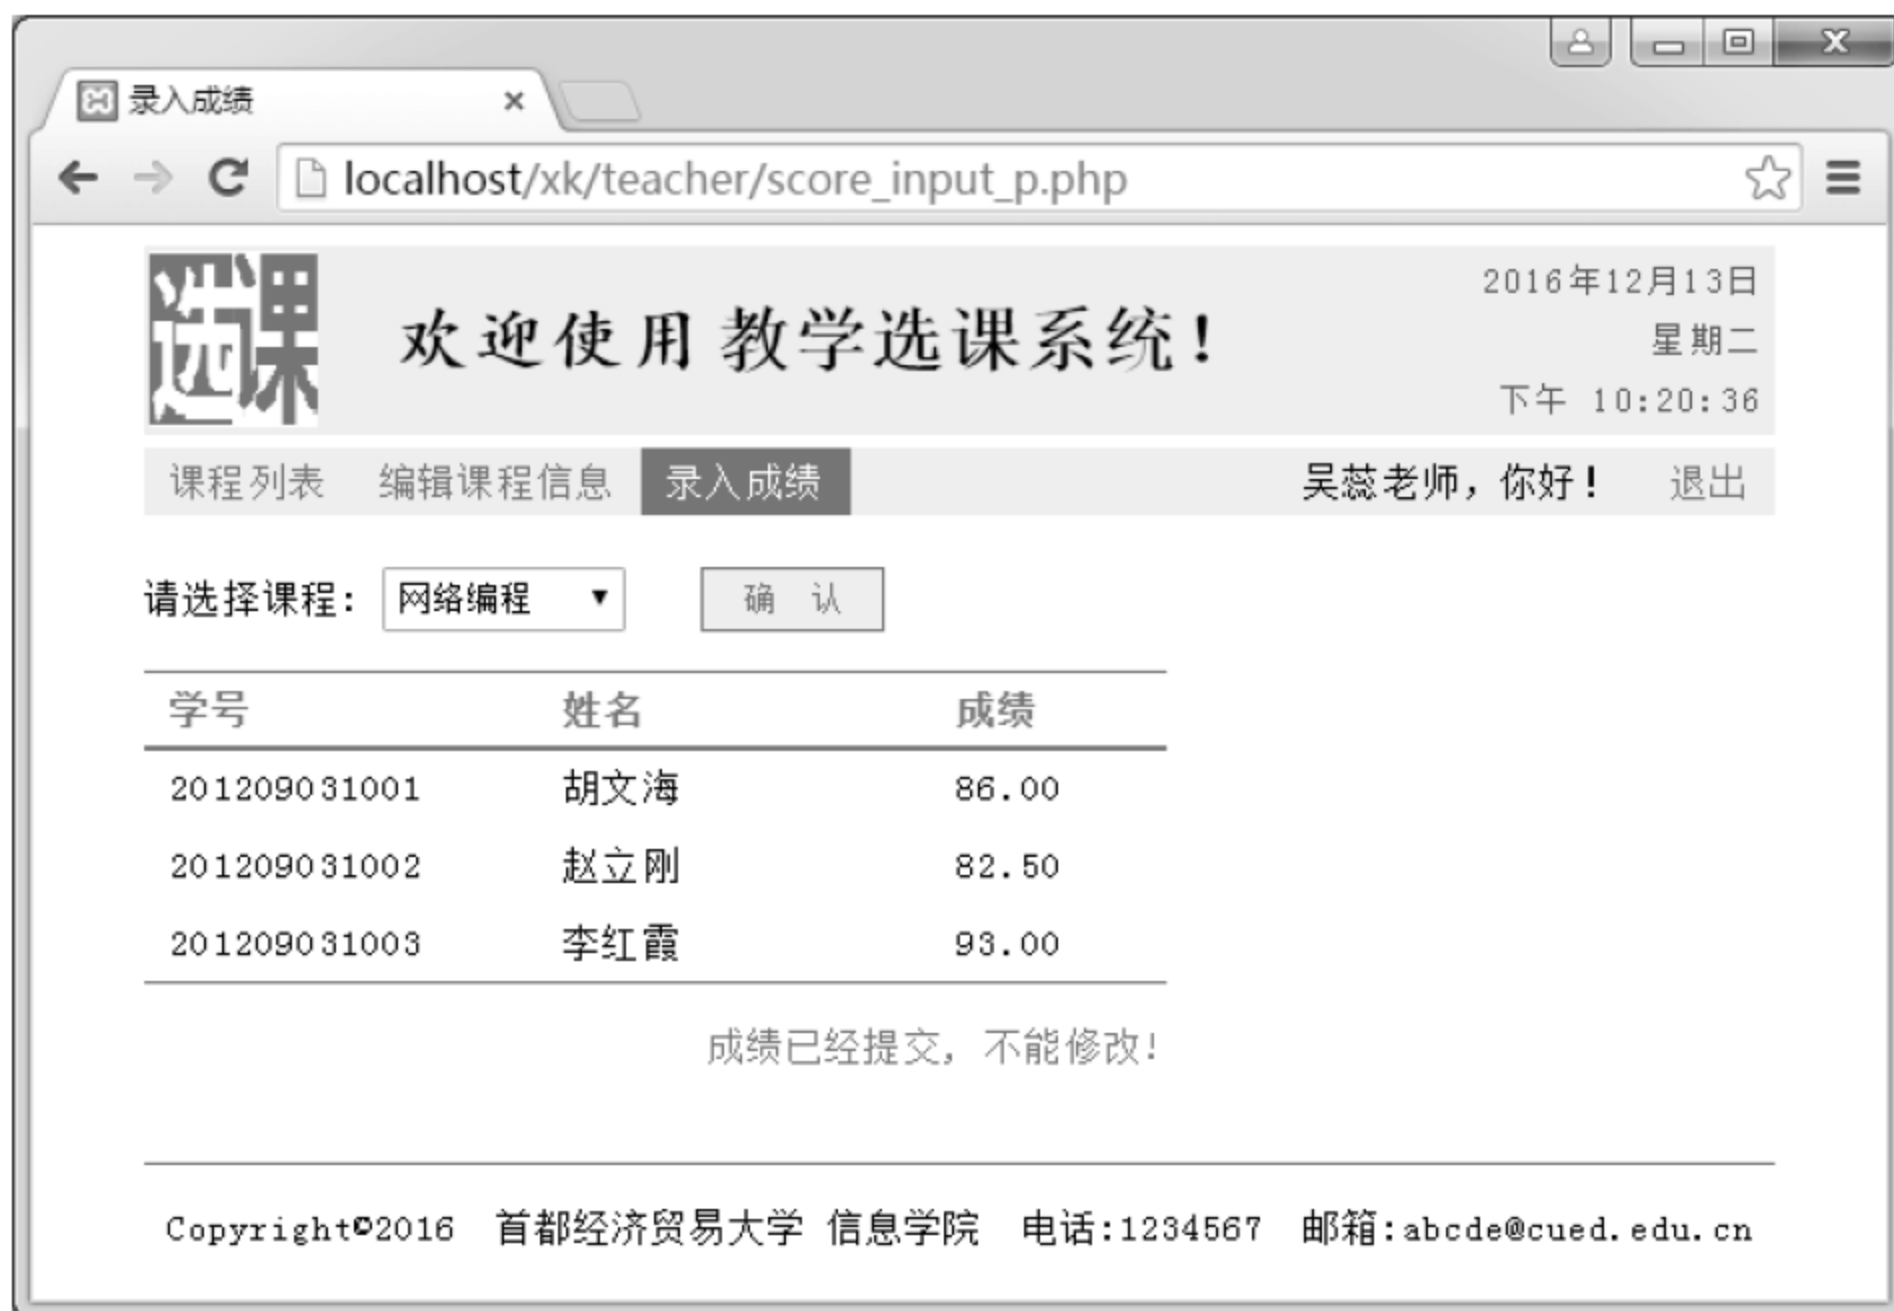 录入成绩
localhost/xk/teacher/score_input_p.php
选课
欢迎使用教学选课系统!
2016年12月13日
星期二
下午 10:20:36
课程列表 编辑课程信息 录入成绩 吴蕊老师，你好! 退出
请选择课程: 网络编程 确 认
学号 姓名 成绩
201209031001 胡文海 86.00
201209031002 赵立刚 82.50
201209031003 李红霞 93.00
成绩已经提交，不能修改!
Copyright©2016 首都经济贸易大学 信息学院 电话:1234567 邮箱:abcde@cued.edu.cn